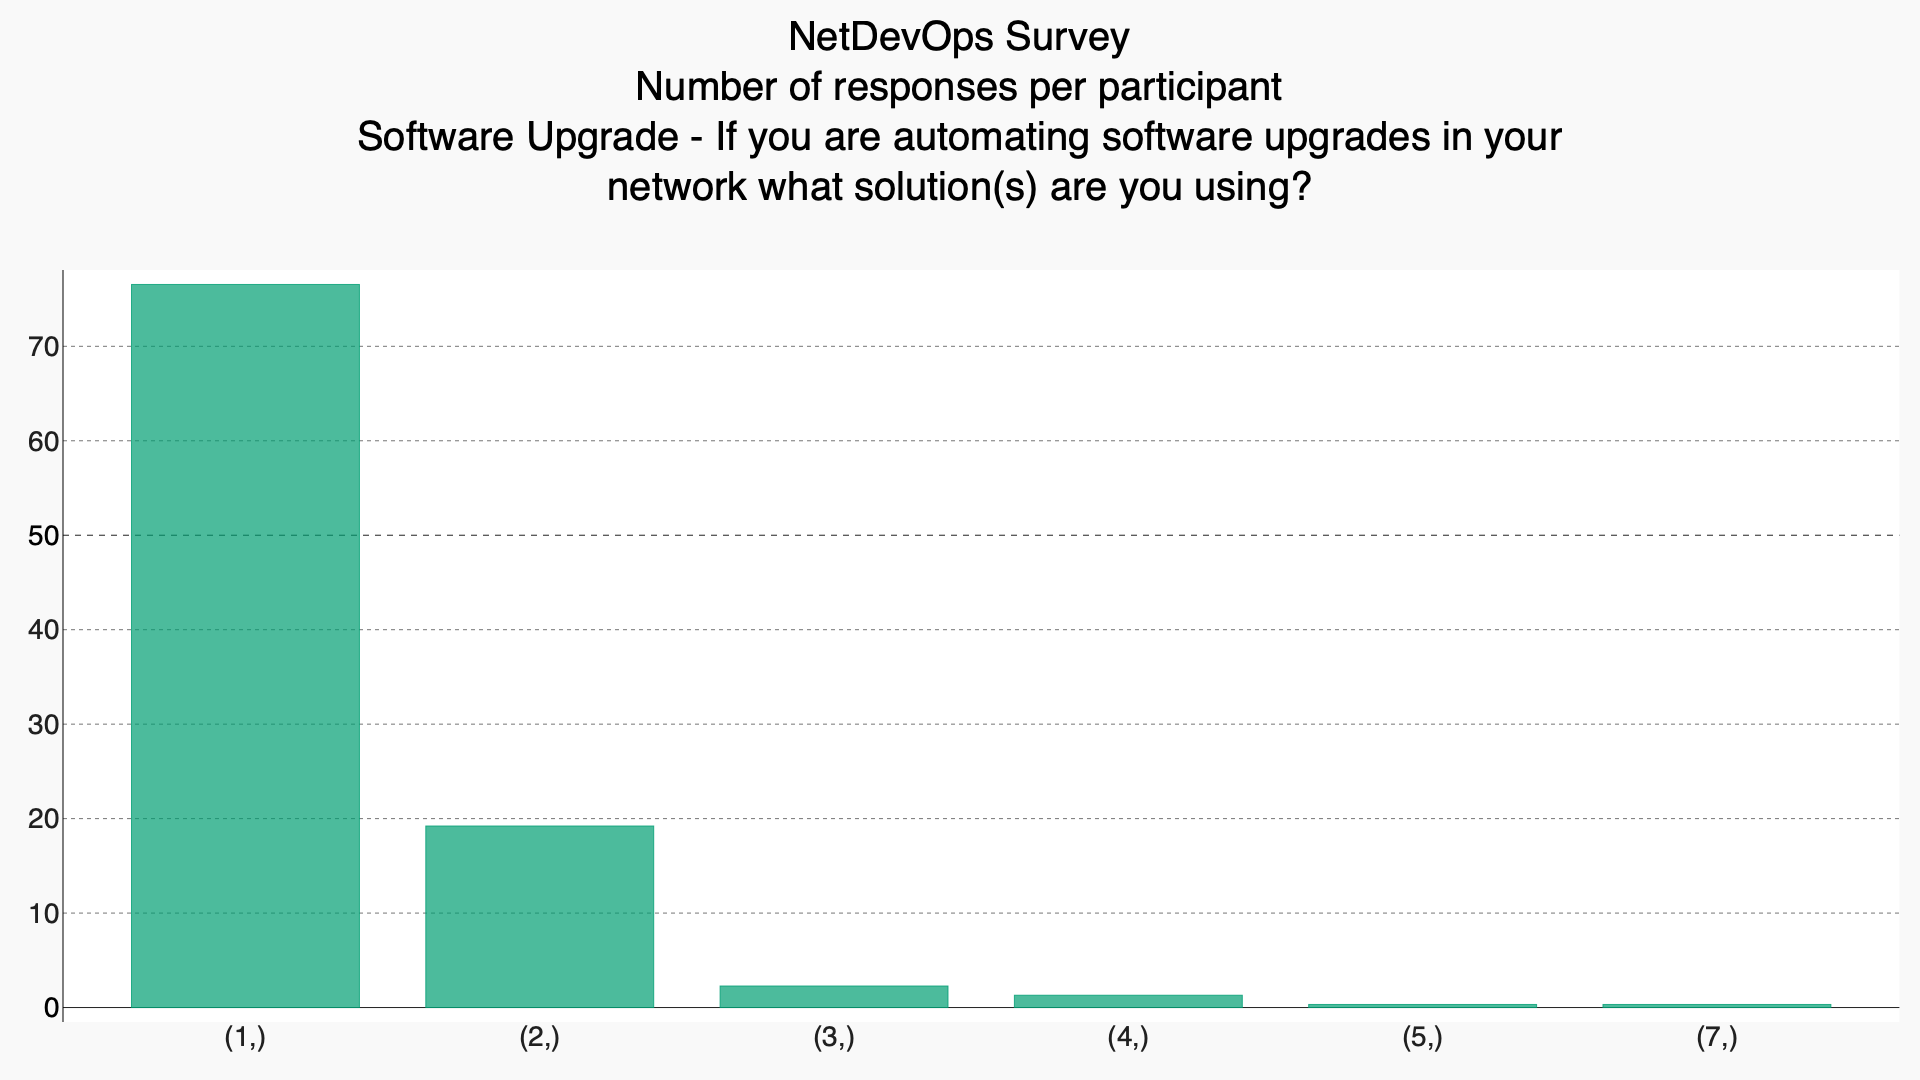 NetDevOps Survey
Number of responses per participant
Software Upgrade - If you are automating software upgrades in your
network what solution(s) are you using?
70
60
50
40
30
20
10
0
(1,) (2,) (3,) (4,) (5,) (7,)